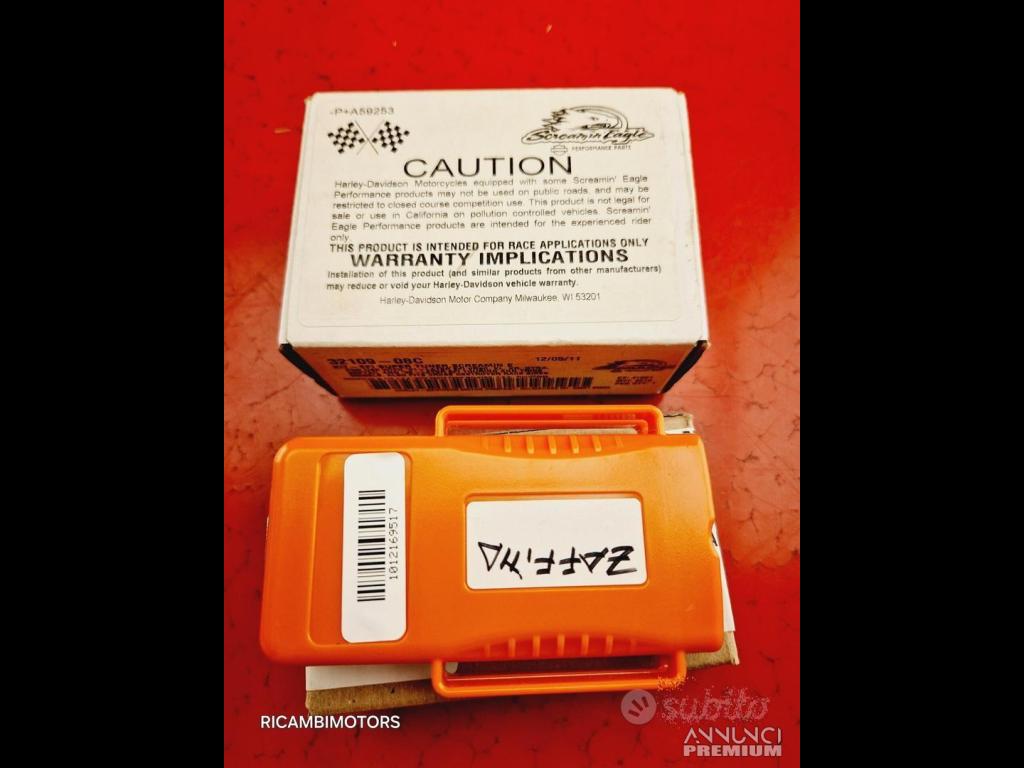 -P+A59253
Screamin' Eagle
PERFORMANCE PARTS
CAUTION
Harley-Davidson Motorcycles equipped with some Screamin' Eagle
Performance products may not be used on public roads, and may be
restricted to closed course competition use. This product is not legal for
sale or use in California on pollution controlled vehicles. Screamin'
Eagle Performance products are intended for the experienced rider
only.
THIS PRODUCT IS INTENDED FOR RACE APPLICATIONS ONLY
WARRANTY IMPLICATIONS
Installation of this product (and similar products from other manufacturers)
may reduce or void your Harley-Davidson vehicle warranty.
Harley-Davidson Motor Company Milwaukee, WI 53201
32109-08C
12/09/11
1012169517
RICAMBIMOTORS
subito
ANNUNCI
PREMIUM